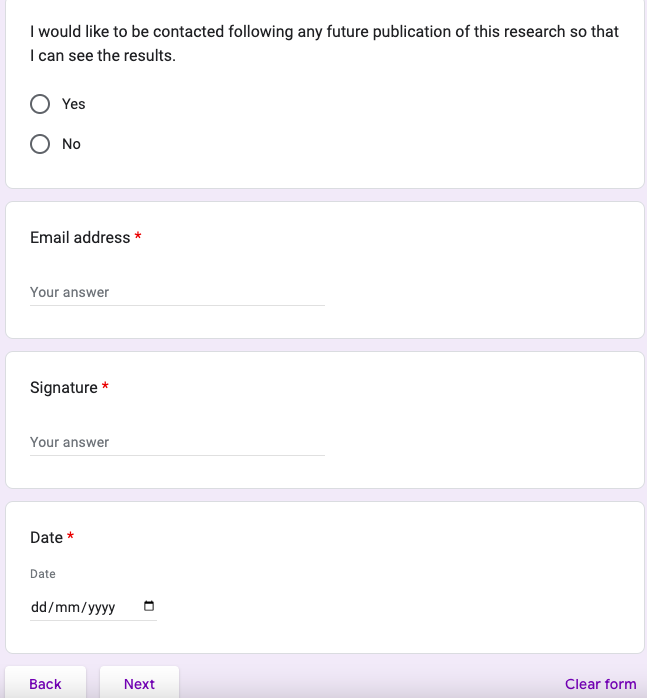 I would like to be contacted following any future publication of this research so that
I can see the results.
Yes
No
Email address *
Your answer
Signature *
Your answer
Date *
Date
dd/mm/yyyy
Back Next Clear form